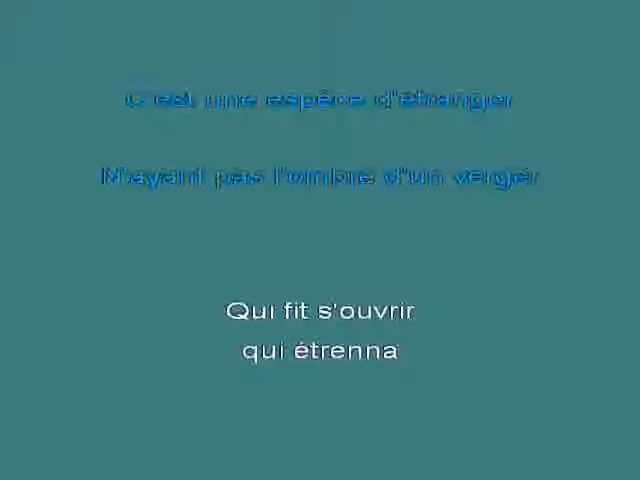 C'est une espèce d'étranger
N'ayant pas l'ombre d'un verger
Qui fit s'ouvrir
qui étrenna